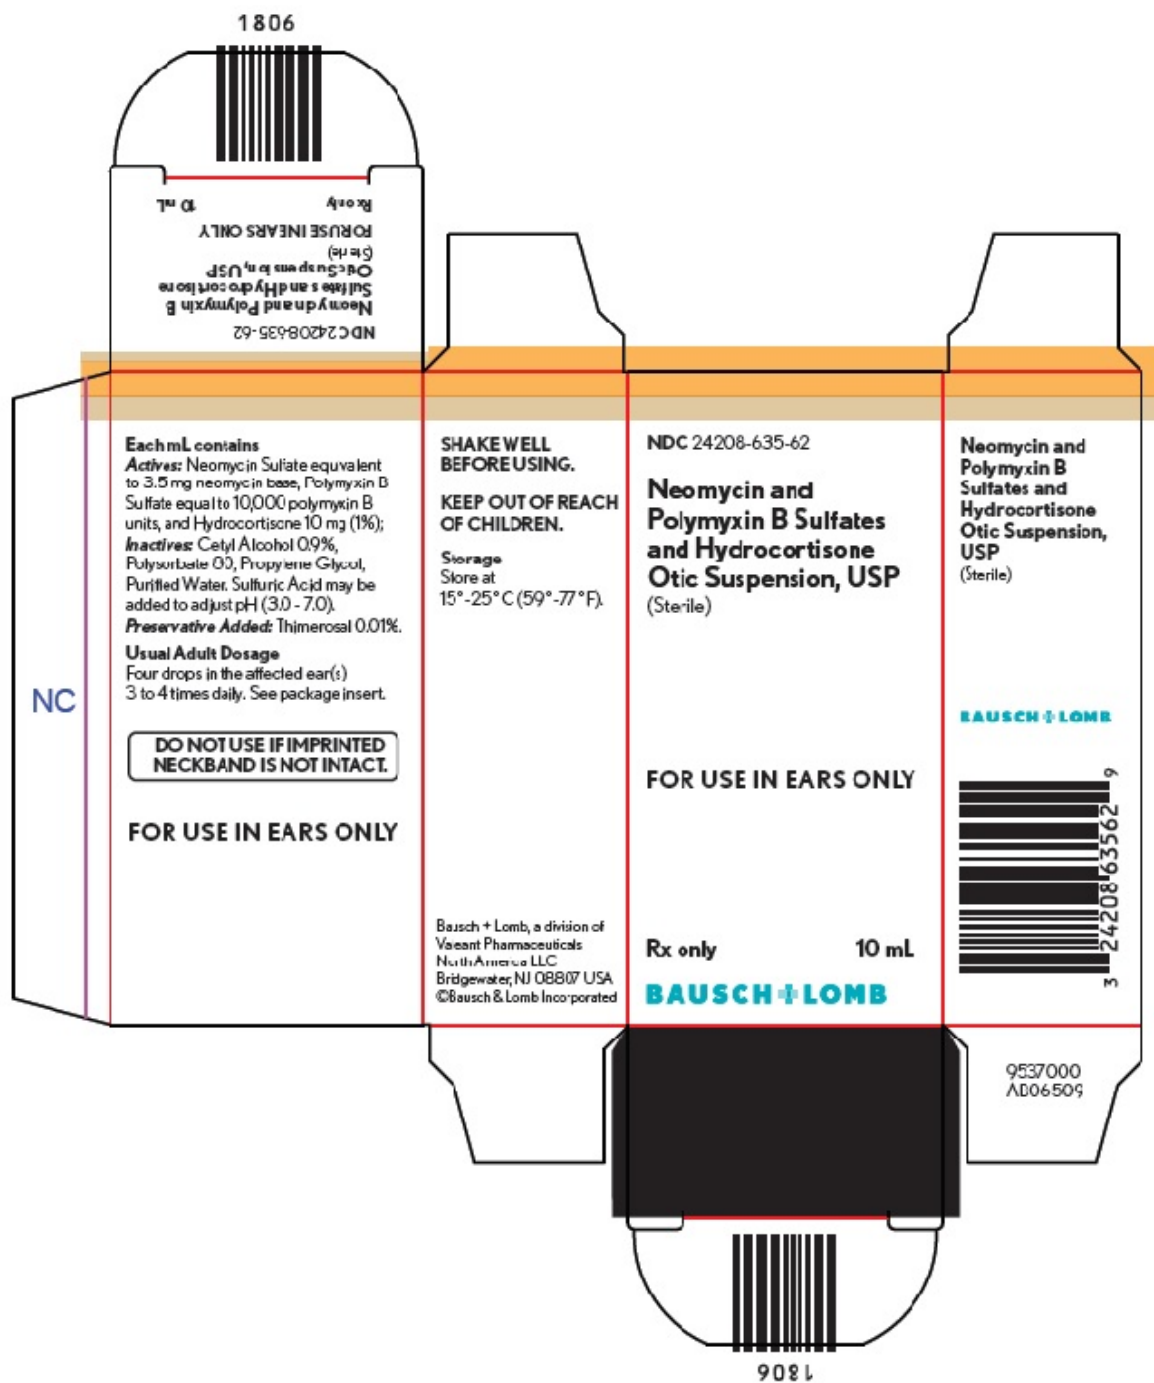 1806
Rx only 10 mL
FOR USE IN EARS ONLY
(Sterile)
Otic Suspension, USP
Sulfates and Hydrocortisone
Neomycin and Polymyxin B
NDC 24208-635-62
NC
Each mL contains
Actives: Neomycin Sulfate equivalent
to 3.5 mg neomycin base, Polymyxin B
Sulfate equal to 10,000 polymyxin B
units, and Hydrocortisone 10 mg (1%);
Inactives: Cetyl Alcohol 0.9%,
Polysorbate 80, Propylene Glycol,
Purified Water. Sulfuric Acid may be
added to adjust pH (3.0 - 7.0).
Preservative Added: Thimerosal 0.01%.
Usual Adult Dosage
Four drops in the affected ear(s)
3 to 4 times daily. See package insert.
DO NOT USE IF IMPRINTED
NECKBAND IS NOT INTACT.
FOR USE IN EARS ONLY
SHAKE WELL
BEFORE USING.
KEEP OUT OF REACH
OF CHILDREN.
Storage
Store at
15°-25°C (59°-77°F).
Bausch + Lomb, a division of
Valeant Pharmaceuticals
North America LLC
Bridgewater, NJ 08807 USA
©Bausch & Lomb Incorporated
NDC 24208-635-62
Neomycin and
Polymyxin B Sulfates
and Hydrocortisone
Otic Suspension, USP
(Sterile)
FOR USE IN EARS ONLY
Rx only 10 mL
BAUSCH + LOMB
Neomycin and
Polymyxin B
Sulfates and
Hydrocortisone
Otic Suspension,
USP
(Sterile)
BAUSCH + LOMB
3 24208 63562 9
9537000
AB06509
1806